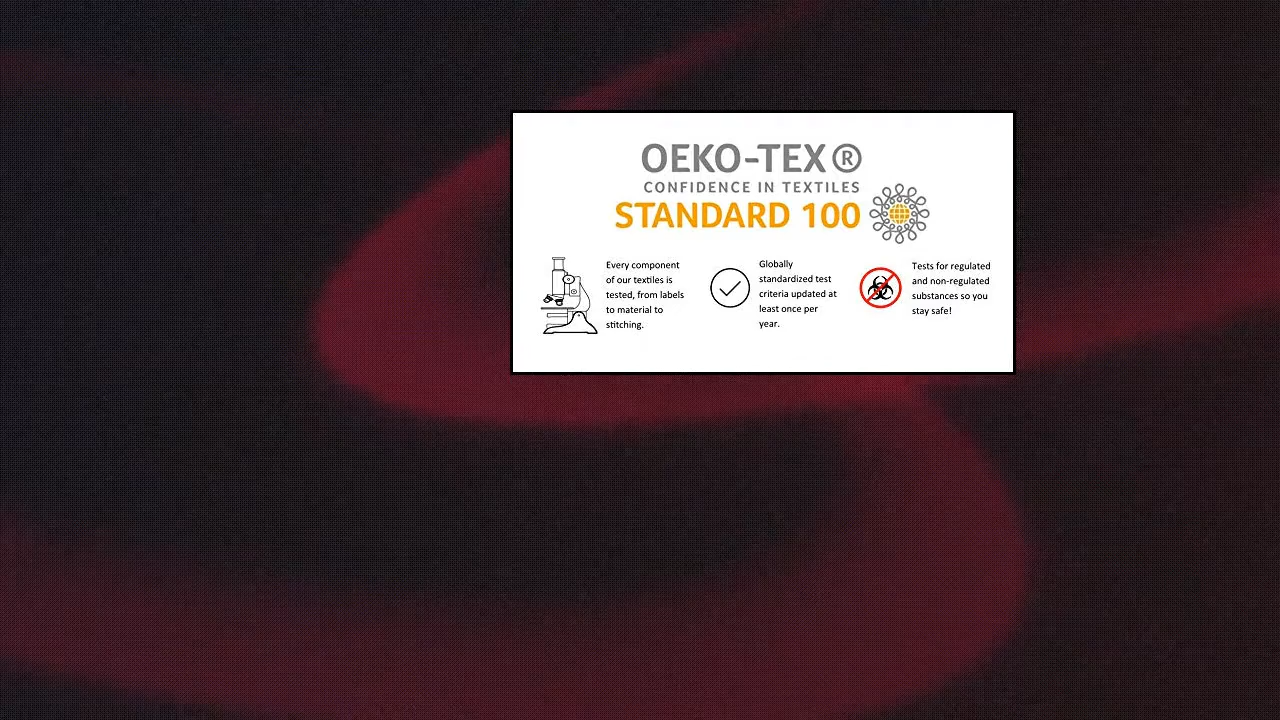 OEKO-TEX®
CONFIDENCE IN TEXTILES
STANDARD 100
Every component
of our textiles is
tested, from labels
to material to
stitching.
Globally
standardized test
criteria updated at
least once per
year.
Tests for regulated
and non-regulated
substances so you
stay safe!